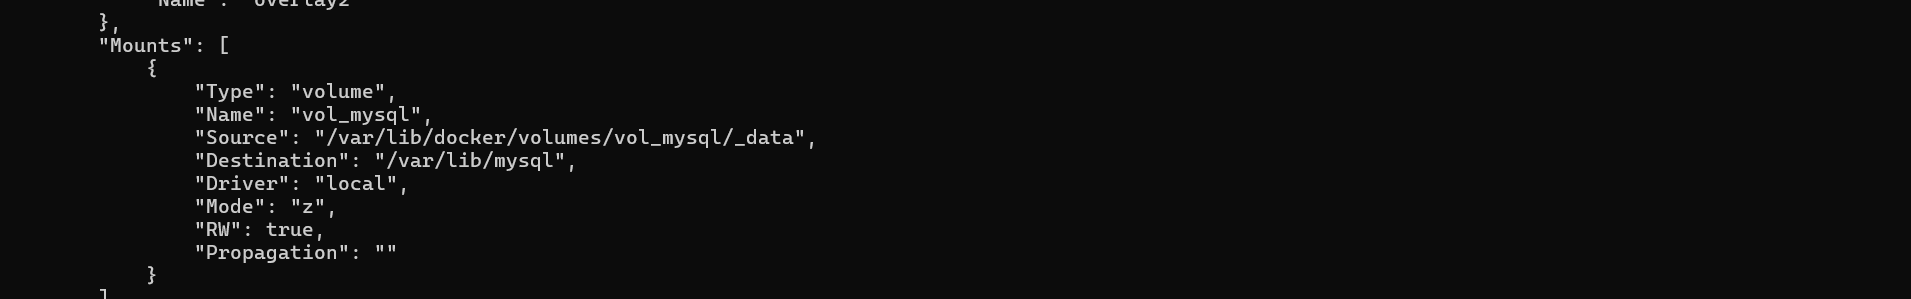 "Name": "overlay2"
},
"Mounts": [
{
"Type": "volume",
"Name": "vol_mysql",
"Source": "/var/lib/docker/volumes/vol_mysql/_data",
"Destination": "/var/lib/mysql",
"Driver": "local",
"Mode": "z",
"RW": true,
"Propagation": ""
}
]